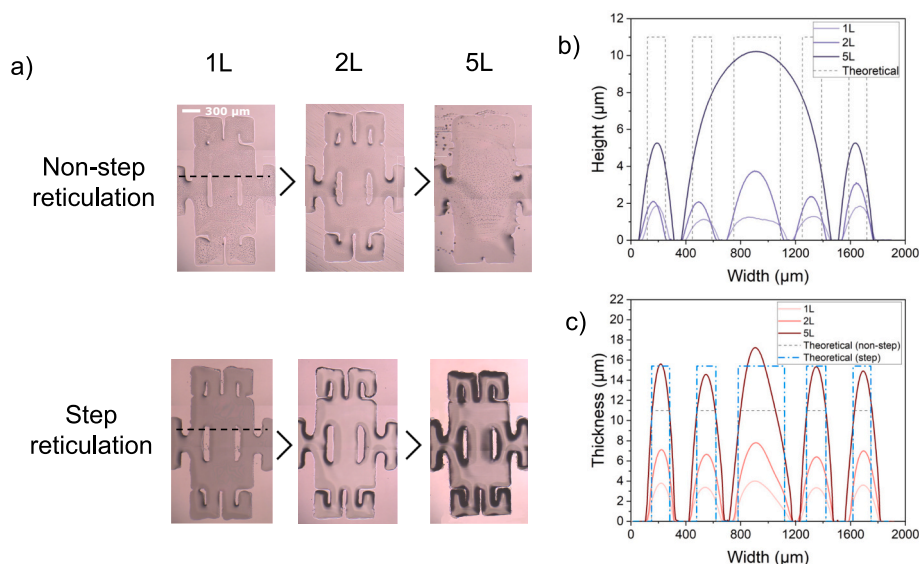 a)
1L
2L
5L
300 μm
Non-step
reticulation
Step
reticulation
b)
Height (μm)
12
11
10
8
6
4
2
0
1L
2L
5L
Theoretical
0
400
800
1200
1600
2000
Width (μm)
c)
Thickness (μm)
22
20
18
16
14
12
10
8
6
4
2
0
1L
2L
5L
Theoretical (non-step)
Theoretical (step)
0
400
800
1200
1600
2000
Width (μm)